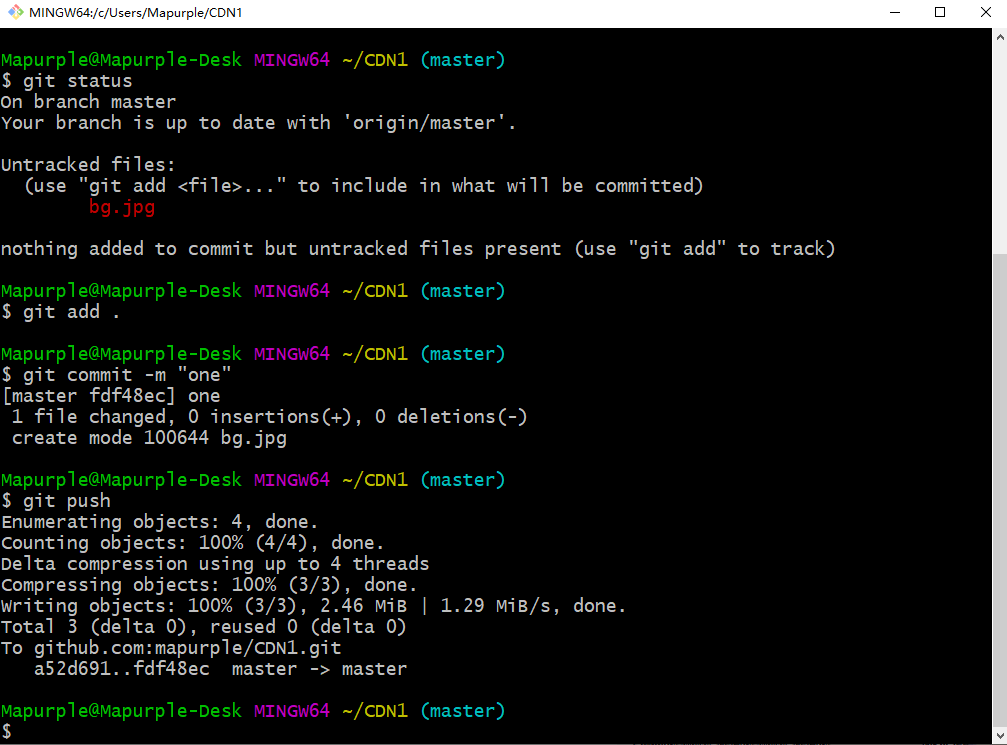 MINGW64:/c/Users/Mapurple/CDN1
Mapurple@Mapurple-Desk MINGW64 ~/CDN1 (master)
$ git status
On branch master
Your branch is up to date with 'origin/master'.
Untracked files:
  (use "git add <file>..." to include in what will be committed)
        bg.jpg
nothing added to commit but untracked files present (use "git add" to track)
Mapurple@Mapurple-Desk MINGW64 ~/CDN1 (master)
$ git add .
Mapurple@Mapurple-Desk MINGW64 ~/CDN1 (master)
$ git commit -m "one"
[master fdf48ec] one
 1 file changed, 0 insertions(+), 0 deletions(-)
 create mode 100644 bg.jpg
Mapurple@Mapurple-Desk MINGW64 ~/CDN1 (master)
$ git push
Enumerating objects: 4, done.
Counting objects: 100% (4/4), done.
Delta compression using up to 4 threads
Compressing objects: 100% (3/3), done.
Writing objects: 100% (3/3), 2.46 MiB | 1.29 MiB/s, done.
Total 3 (delta 0), reused 0 (delta 0)
To github.com:mapurple/CDN1.git
   a52d691..fdf48ec  master -> master
Mapurple@Mapurple-Desk MINGW64 ~/CDN1 (master)
$